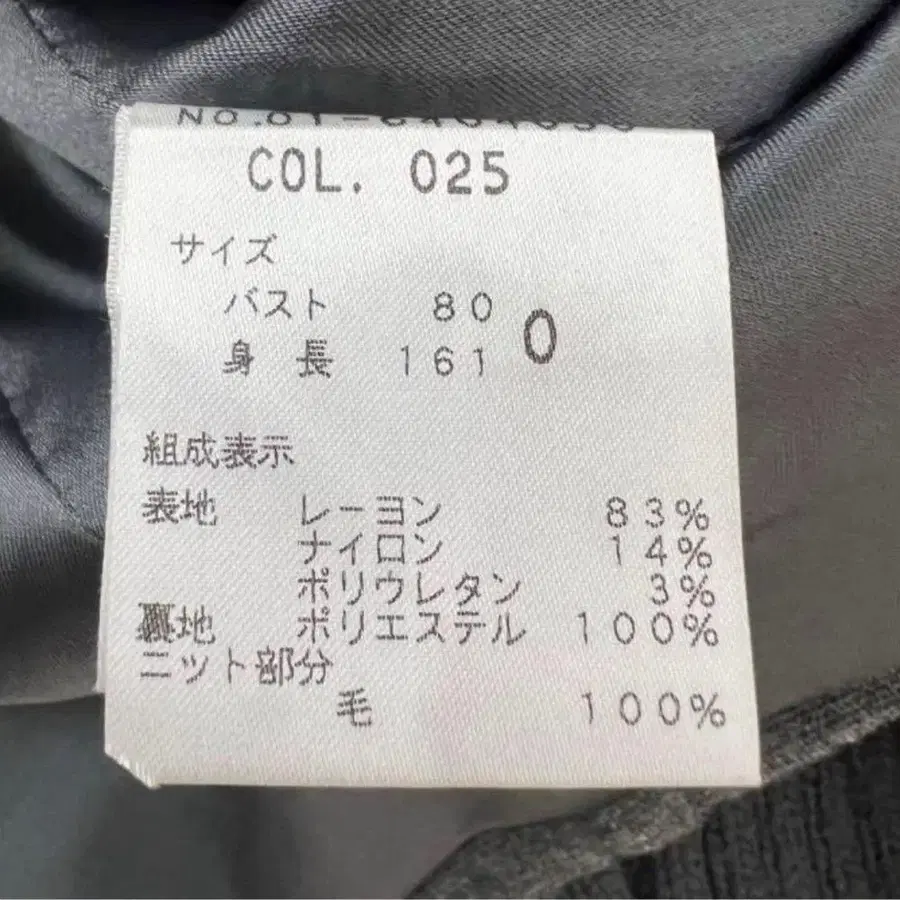 COL. 025
サイズ
バスト 80
0
身長 161
組成表示
表地 レーヨン 83%
ナイロン 14%
ポリウレタン 3%
裏地 ポリエステル 100%
ニット部分
毛 100%